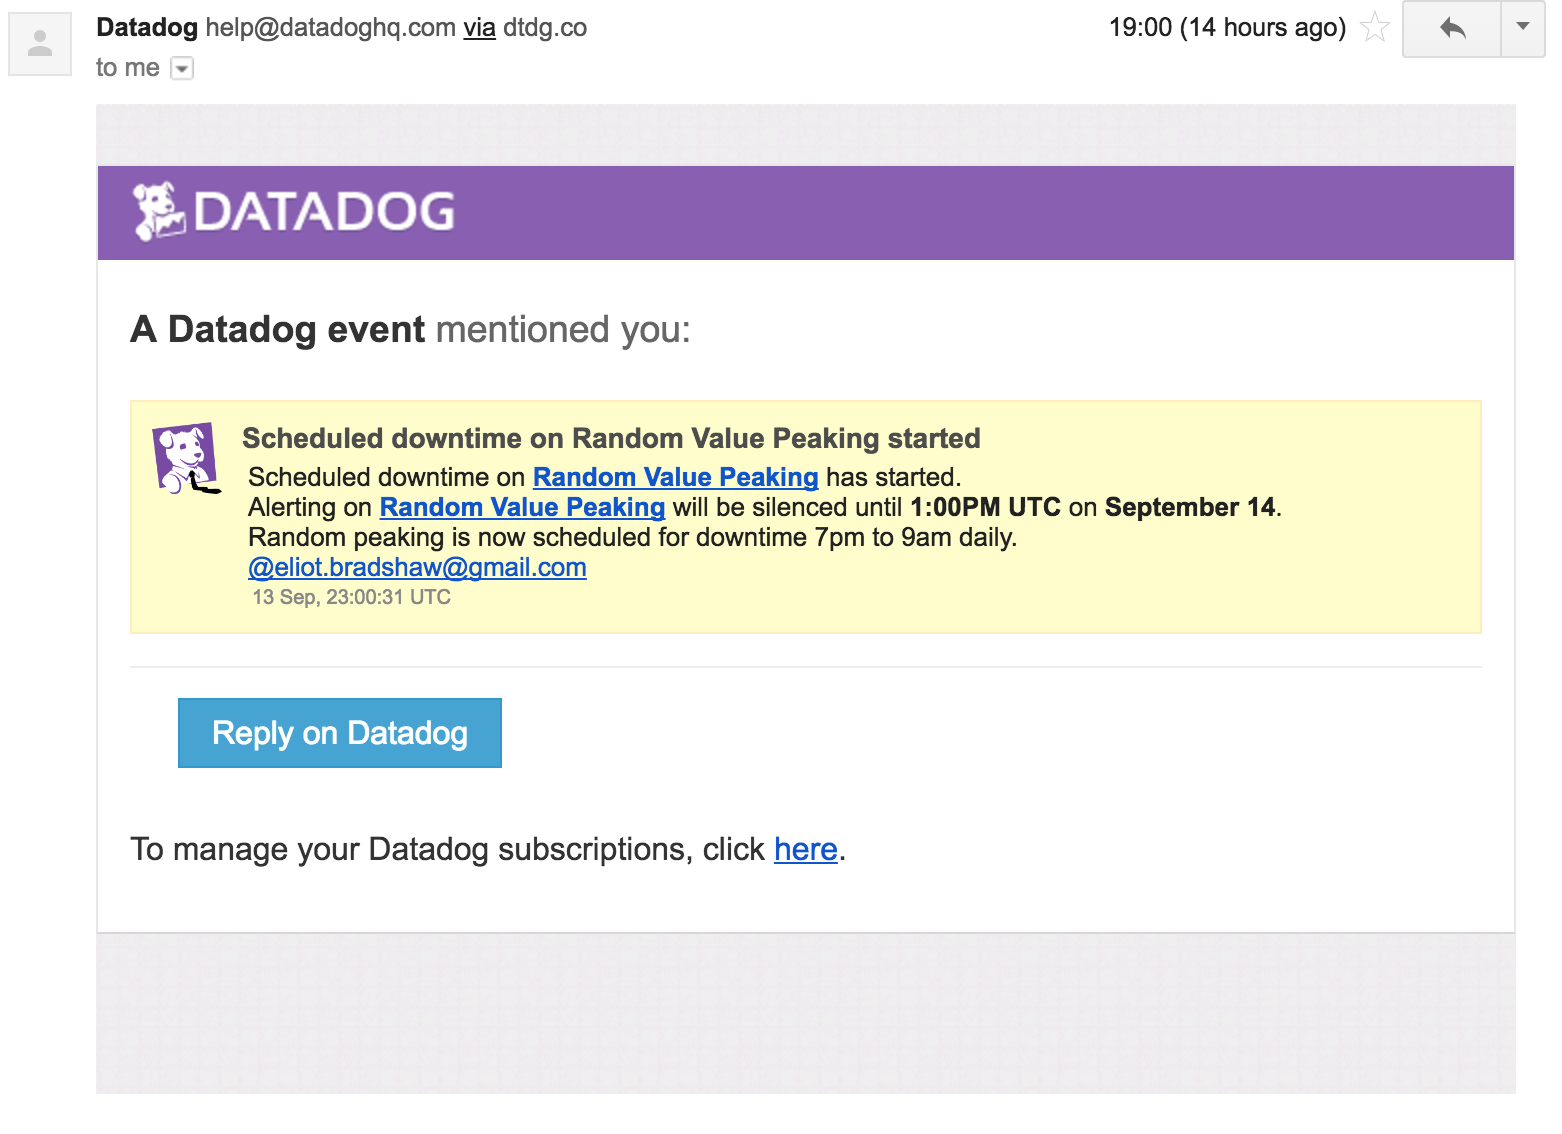 Datadog help@datadoghq.com via dtdg.co 19:00 (14 hours ago)
to me
DATADOG
A Datadog event mentioned you:
Scheduled downtime on Random Value Peaking started
Scheduled downtime on Random Value Peaking has started.
Alerting on Random Value Peaking will be silenced until 1:00PM UTC on September 14.
Random peaking is now scheduled for downtime 7pm to 9am daily.
@eliot.bradshaw@gmail.com
13 Sep, 23:00:31 UTC
Reply on Datadog
To manage your Datadog subscriptions, click here.